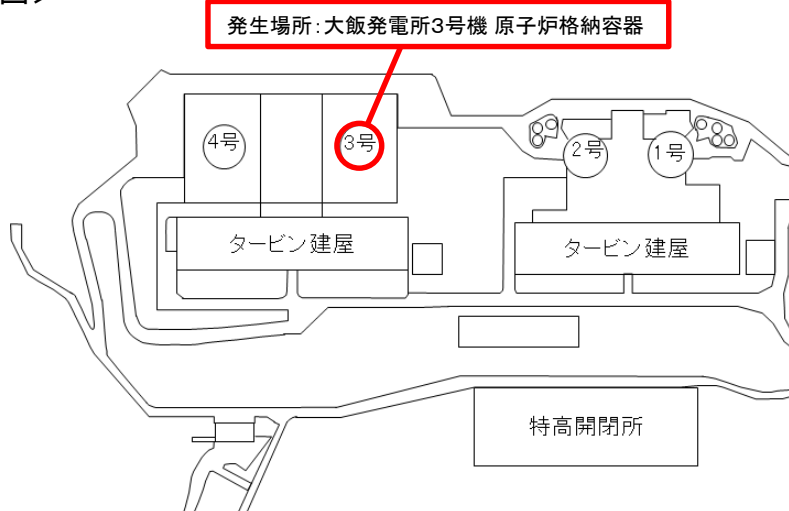 発生場所:大飯発電所3号機 原子炉格納容器
4号
3号
2号
1号
タービン建屋
タービン建屋
特高開閉所